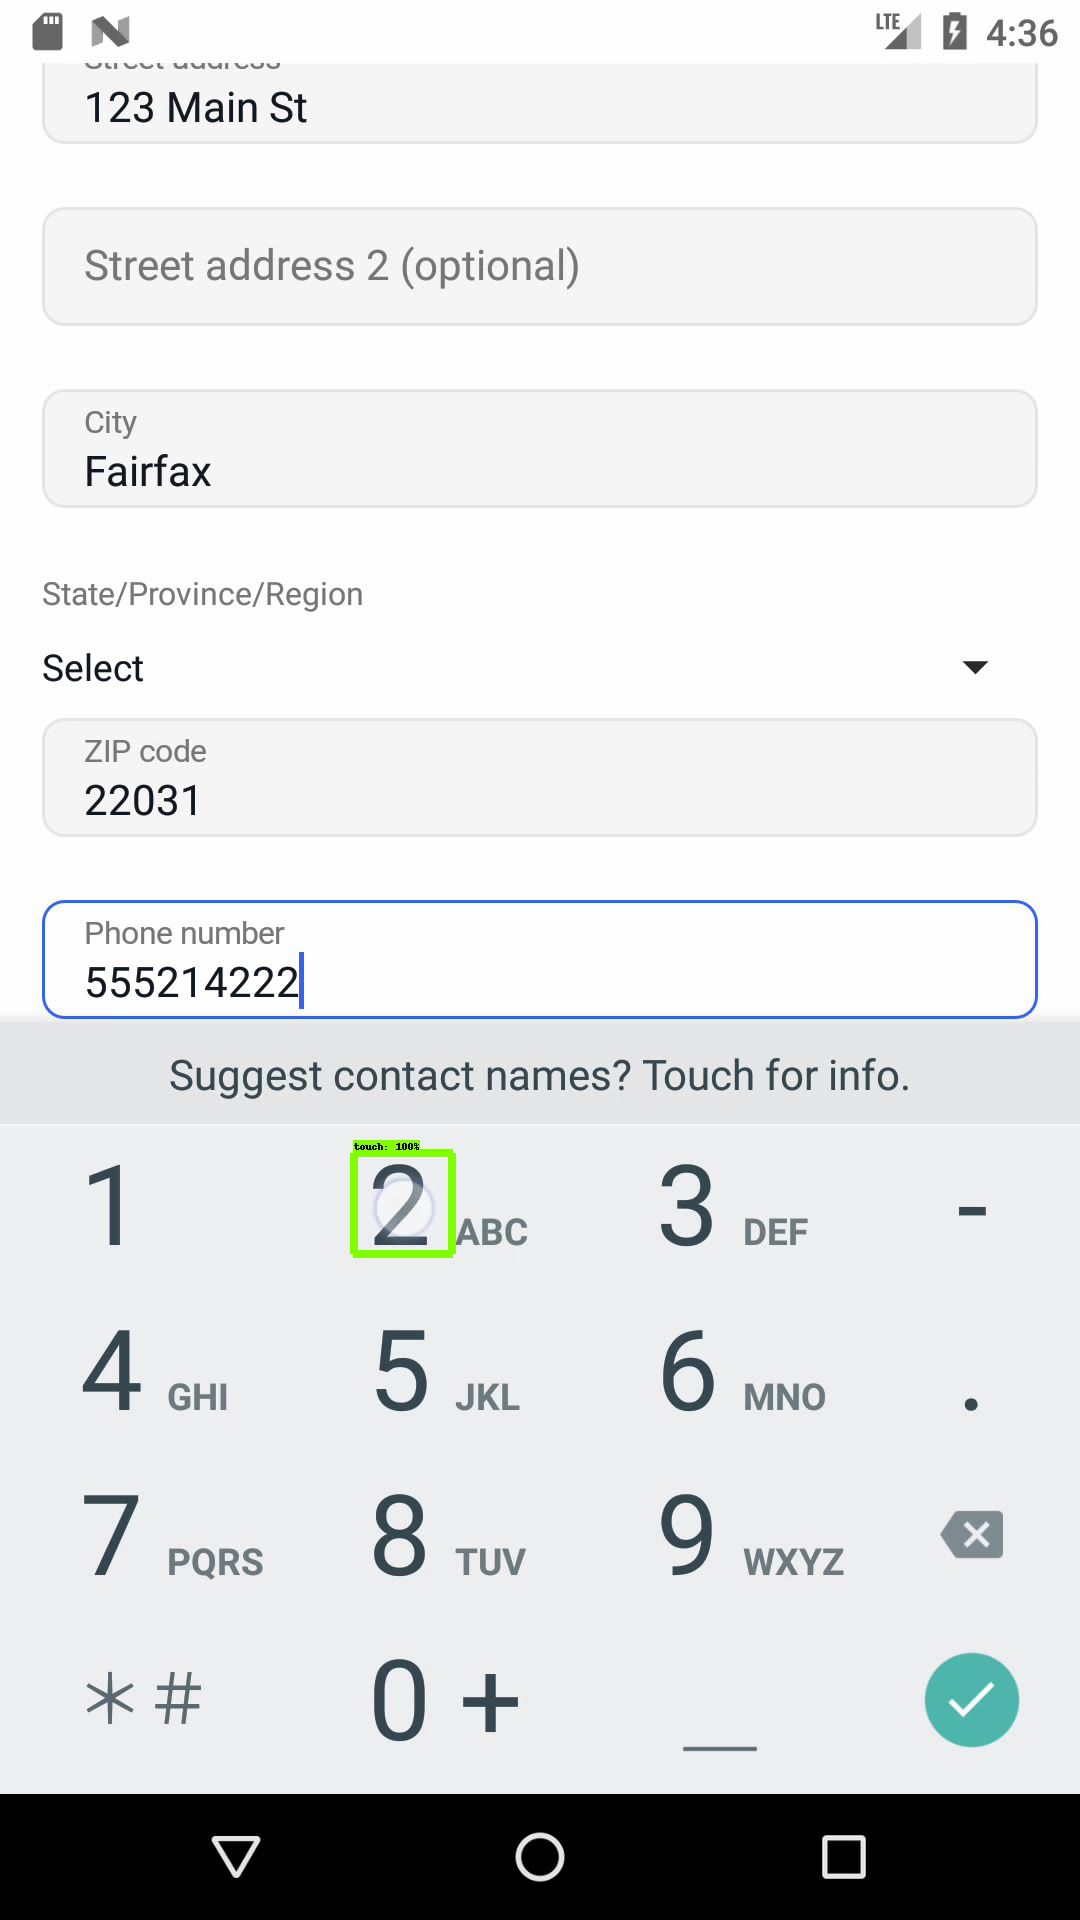 LTE 4:36
Street address
123 Main St
Street address 2 (optional)
City
Fairfax
State/Province/Region
Select
ZIP code
22031
Phone number
555214222
Suggest contact names? Touch for info.
touch: 100%
1 2 ABC 3 DEF -
4 GHI 5 JKL 6 MNO .
7 PQRS 8 TUV 9 WXYZ
*# 0 + _